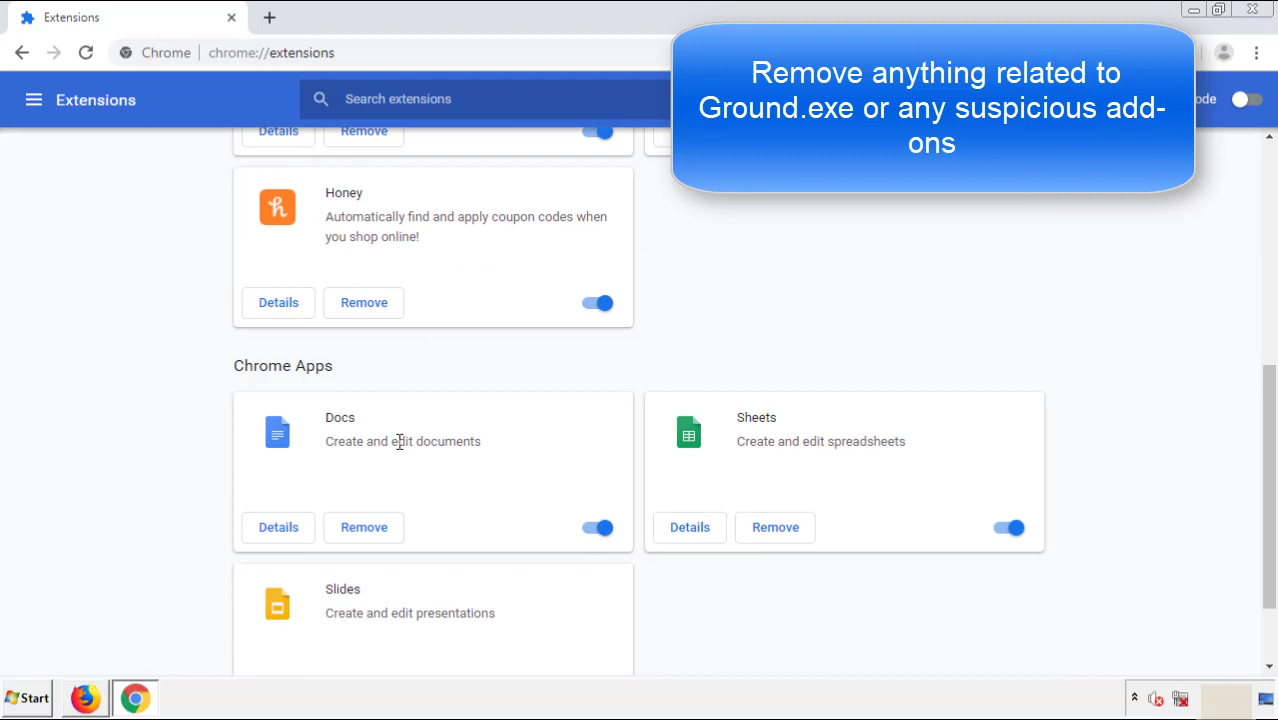 Extensions
Chrome
chrome://extensions
Extensions
Search extensions
ode
Remove anything related to
Ground.exe or any suspicious add-
ons
Details
Remove
Honey
Automatically find and apply coupon codes when
you shop online!
Details
Remove
Chrome Apps
Docs
Create and edit documents
Details
Remove
Sheets
Create and edit spreadsheets
Details
Remove
Slides
Create and edit presentations
Start